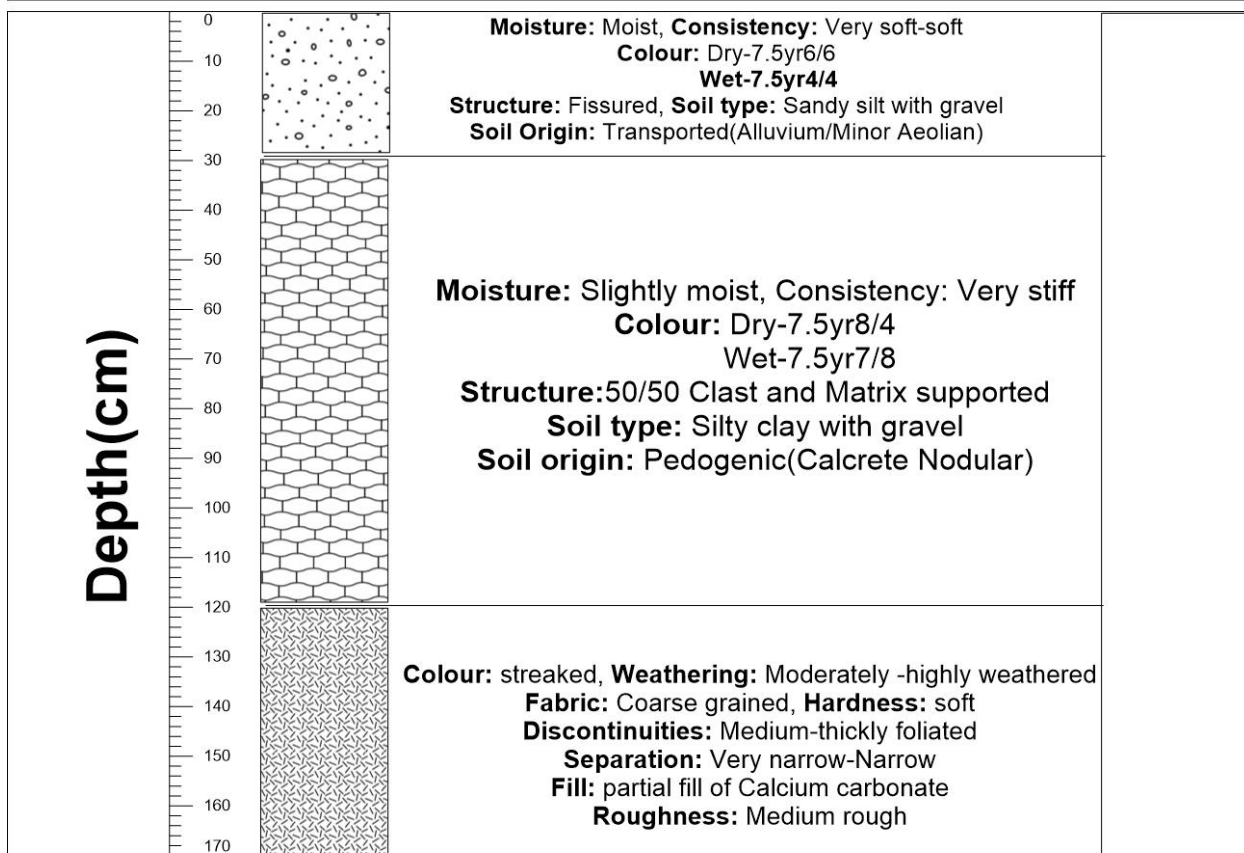 Depth(cm)
0
10
20
30
40
50
60
70
80
90
100
110
120
130
140
150
160
170
Moisture: Moist, Consistency: Very soft-soft
Colour: Dry-7.5yr6/6
Wet-7.5yr4/4
Structure: Fissured, Soil type: Sandy silt with gravel
Soil Origin: Transported(Alluvium/Minor Aeolian)
Moisture: Slightly moist, Consistency: Very stiff
Colour: Dry-7.5yr8/4
Wet-7.5yr7/8
Structure:50/50 Clast and Matrix supported
Soil type: Silty clay with gravel
Soil origin: Pedogenic(Calcrete Nodular)
Colour: streaked, Weathering: Moderately -highly weathered
Fabric: Coarse grained, Hardness: soft
Discontinuities: Medium-thickly foliated
Separation: Very narrow-Narrow
Fill: partial fill of Calcium carbonate
Roughness: Medium rough